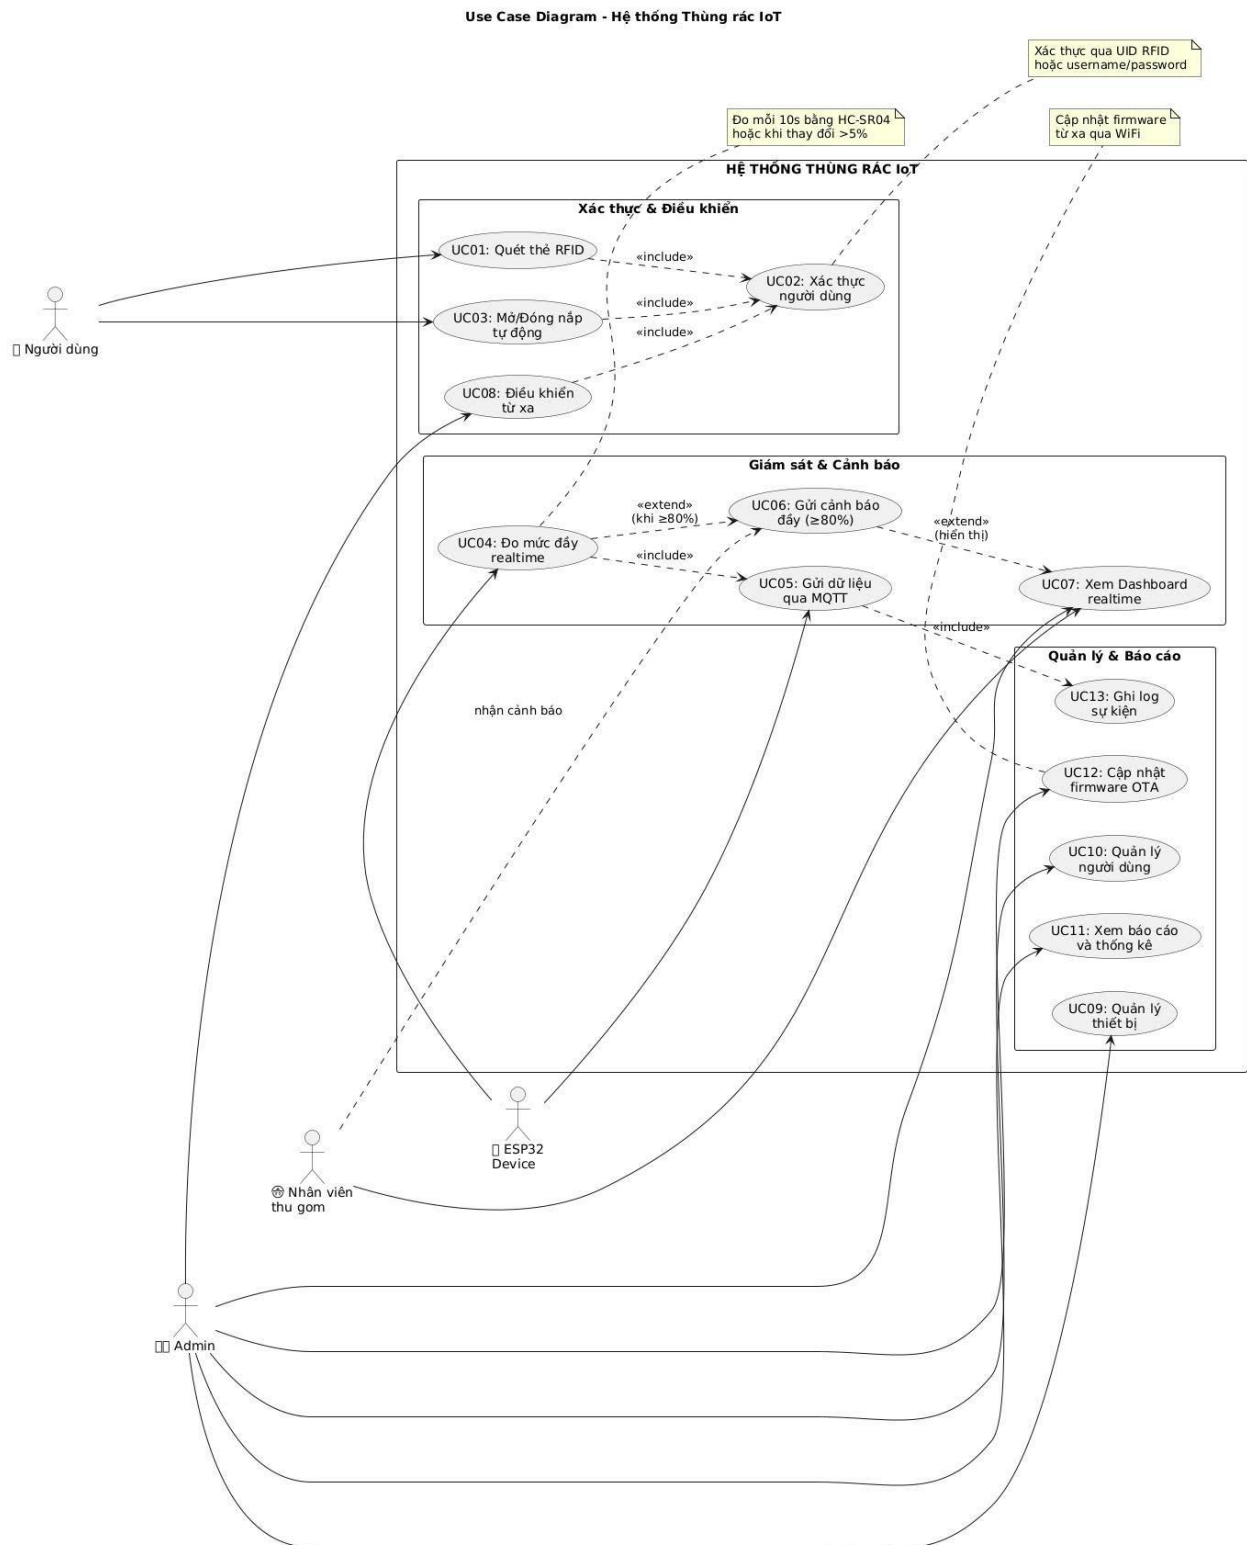 Use Case Diagram - Hệ thống Thùng rác IoT
Xác thực qua UID RFID
hoặc username/password
Đo mỗi 10s bằng HC-SR04
hoặc khi thay đổi >5%
Cập nhật firmware
từ xa qua WiFi
HỆ THỐNG THÙNG RÁC IoT
Xác thực & Điều khiển
UC01: Quét thẻ RFID
«include»
UC02: Xác thực
người dùng
«include»
UC03: Mở/Đóng nắp
tự động
«include»
Người dùng
UC08: Điều khiển
từ xa
Giám sát & Cảnh báo
UC06: Gửi cảnh báo
đầy (≥80%)
«extend»
(khi ≥80%)
«extend»
(hiển thị)
UC04: Đo mức đầy
realtime
«include»
UC05: Gửi dữ liệu
qua MQTT
UC07: Xem Dashboard
realtime
«include»
Quản lý & Báo cáo
UC13: Ghi log
sự kiện
nhận cảnh báo
UC12: Cập nhật
firmware OTA
UC10: Quản lý
người dùng
UC11: Xem báo cáo
và thống kê
UC09: Quản lý
thiết bị
ESP32
Device
Nhân viên
thu gom
Admin